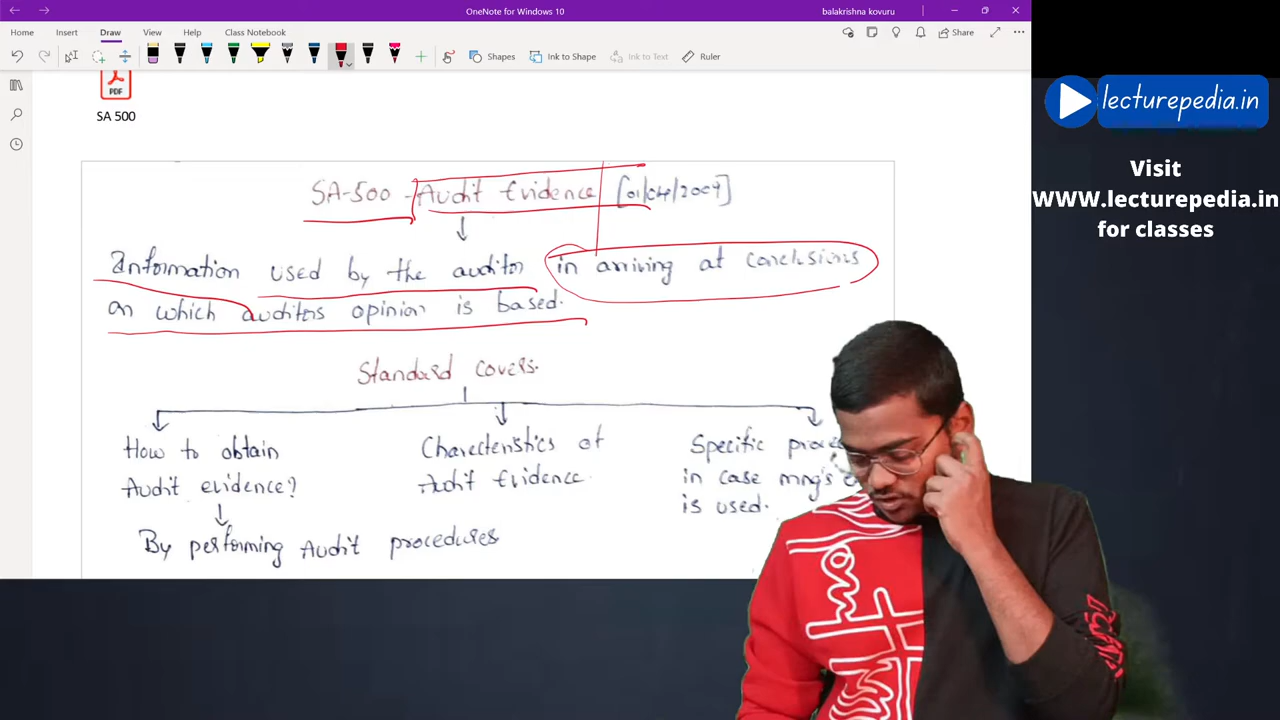 OneNote for Windows 10
balakrishna kovuru
Home Insert Draw View Help Class Notebook
Share
Shapes Ink to Shape Ink to Text Ruler
PDF
SA 500
lecturepedia.in
Visit
WWW.lecturepedia.in
for classes
SA-500 - Audit Evidence [01/04/2009]
Information used by the auditor in arriving at conclusions
on which auditors opinion is based.
Standard covers.
How to obtain
Audit evidence?
By performing Audit procedures
Charecteristics of
Audit Evidence.
Specific
in case mng's
is used.